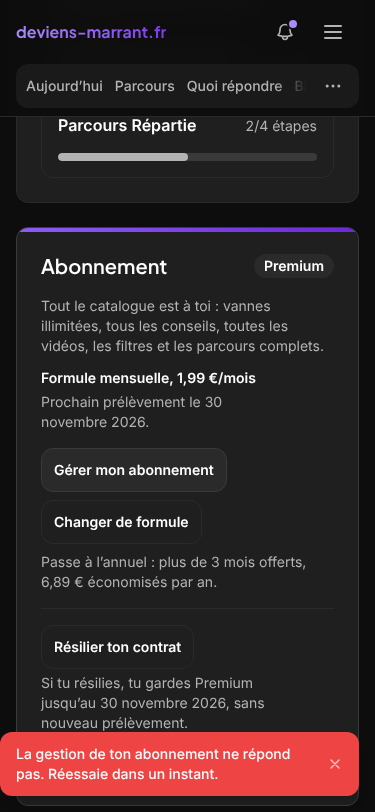 deviens-marrant.fr
Aujourd'hui Parcours Quoi répondre
Parcours Répartie 2/4 étapes
Abonnement Premium
Tout le catalogue est à toi : vannes
illimitées, tous les conseils, toutes les
vidéos, les filtres et les parcours complets.
Formule mensuelle, 1,99 €/mois
Prochain prélèvement le 30
novembre 2026.
Gérer mon abonnement
Changer de formule
Passe à l'annuel : plus de 3 mois offerts,
6,89 € économisés par an.
Résilier ton contrat
Si tu résilies, tu gardes Premium
jusqu'au 30 novembre 2026, sans
nouveau prélèvement.
La gestion de ton abonnement ne répond
pas. Réessaie dans un instant.